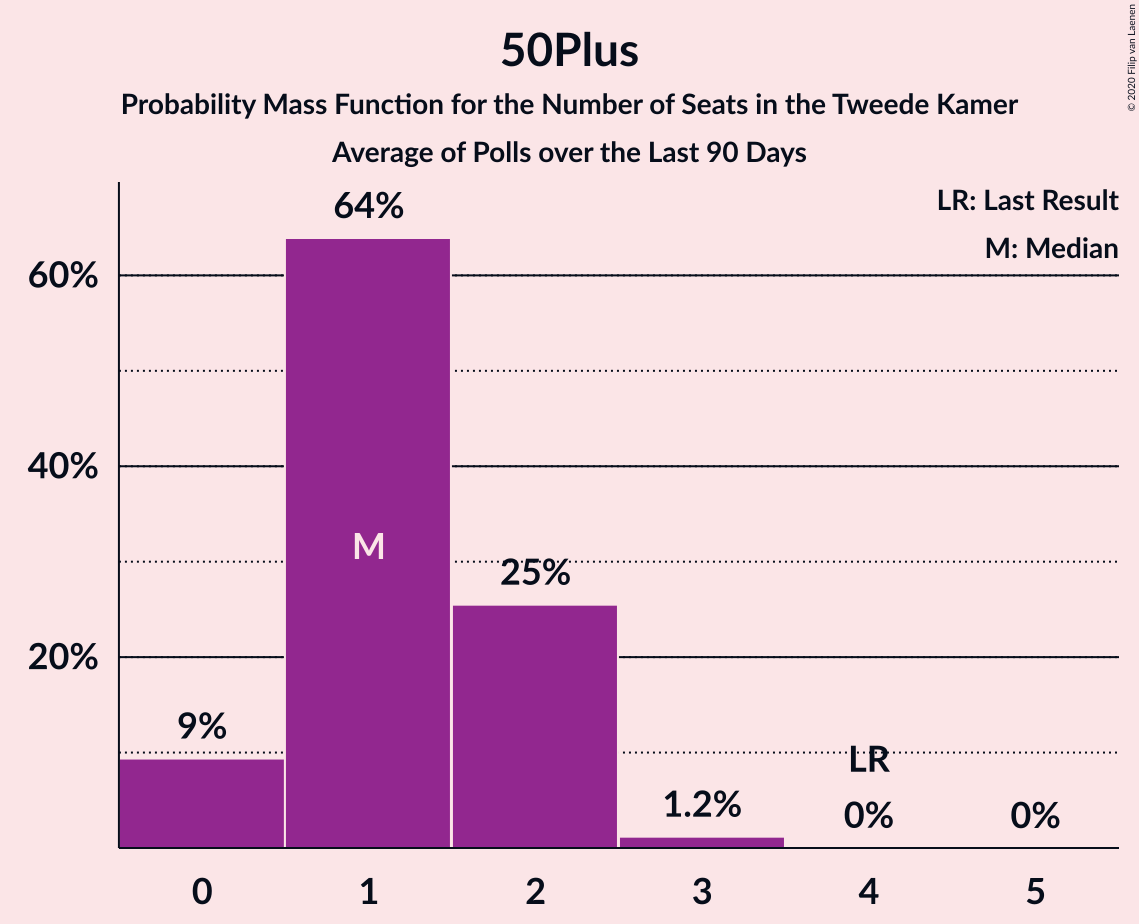 50Plus
Probability Mass Function for the Number of Seats in the Tweede Kamer
Average of Polls over the Last 90 Days
© 2020 Filip van Laenen
LR: Last Result
M: Median
64%
60%
40%
M
25%
20%
9%
LR
1.2%
0%
0%
0 1 2 3 4 5